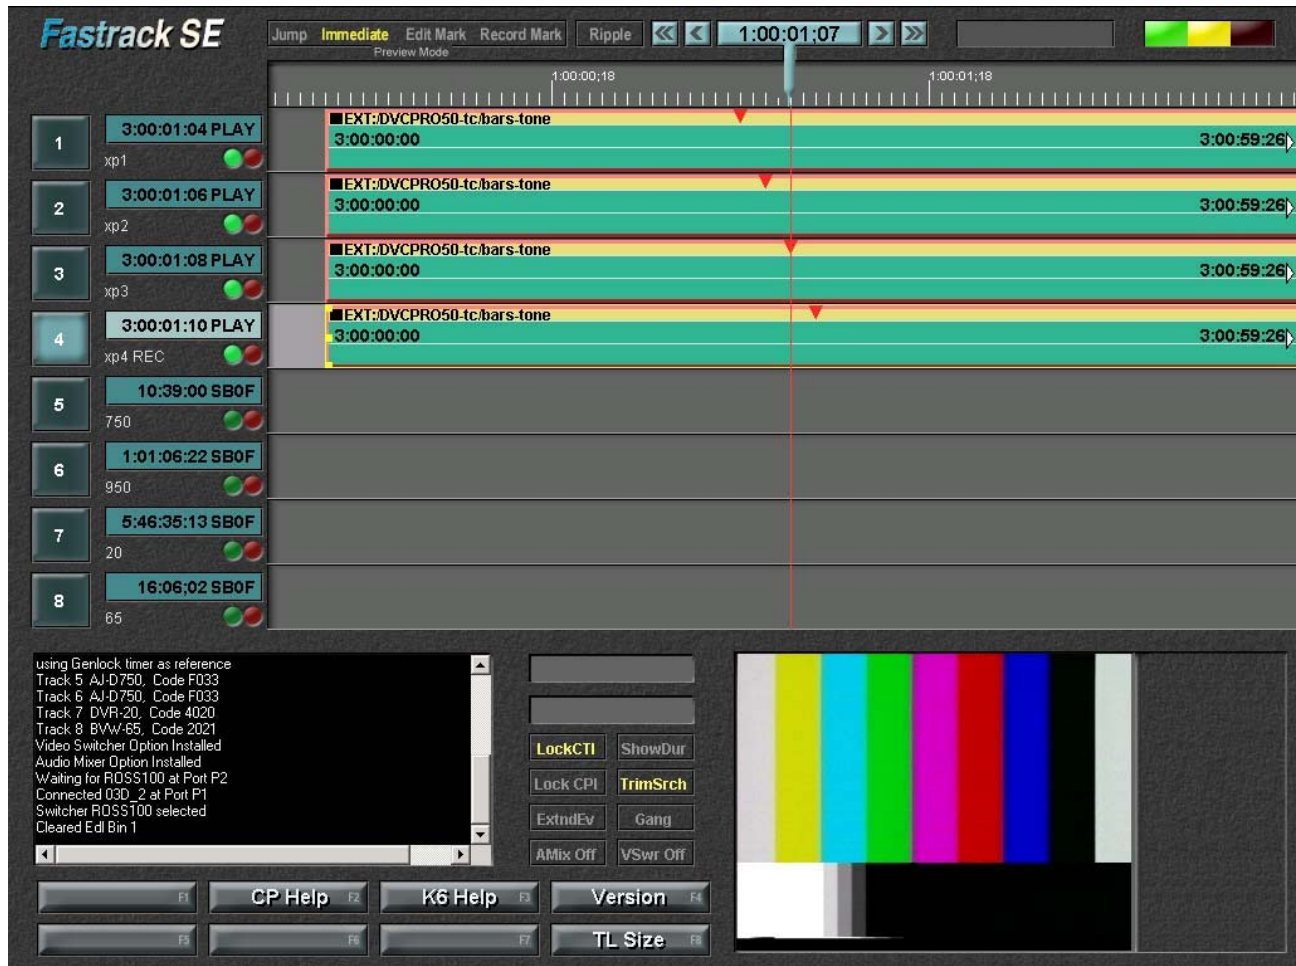 Fastrack SE
Jump Immediate Edit Mark Record Mark Ripple 1:00:01;07
Preview Mode
1:00:00;18 1:00:01;18
1 3:00:01:04 PLAY
xp1
EXT:/DVCPRO50-tc/bars-tone
3:00:00:00 3:00:59:26
2 3:00:01:06 PLAY
xp2
EXT:/DVCPRO50-tc/bars-tone
3:00:00:00 3:00:59:26
3 3:00:01:08 PLAY
xp3
EXT:/DVCPRO50-tc/bars-tone
3:00:00:00 3:00:59:26
4 3:00:01:10 PLAY
xp4 REC
EXT:/DVCPRO50-tc/bars-tone
3:00:00:00 3:00:59:26
5 10:39:00 SB0F
750
6 1:01:06:22 SB0F
950
7 5:46:35:13 SB0F
20
8 16:06;02 SB0F
65
using Genlock timer as reference
Track 5 AJ-D750, Code F033
Track 6 AJ-D750, Code F033
Track 7 DVR-20, Code 4020
Track 8 BVW-65, Code 2021
Video Switcher Option Installed
Audio Mixer Option Installed
Waiting for ROSS100 at Port P2
Connected 03D_2 at Port P1
Switcher ROSS100 selected
Cleared Edl Bin 1
LockCTI ShowDur
Lock CPI TrimSrch
ExtndEv Gang
AMix Off VSwr Off
F1 CP Help F2 K6 Help F3 Version F4
F5 F6 F7 TL Size F8